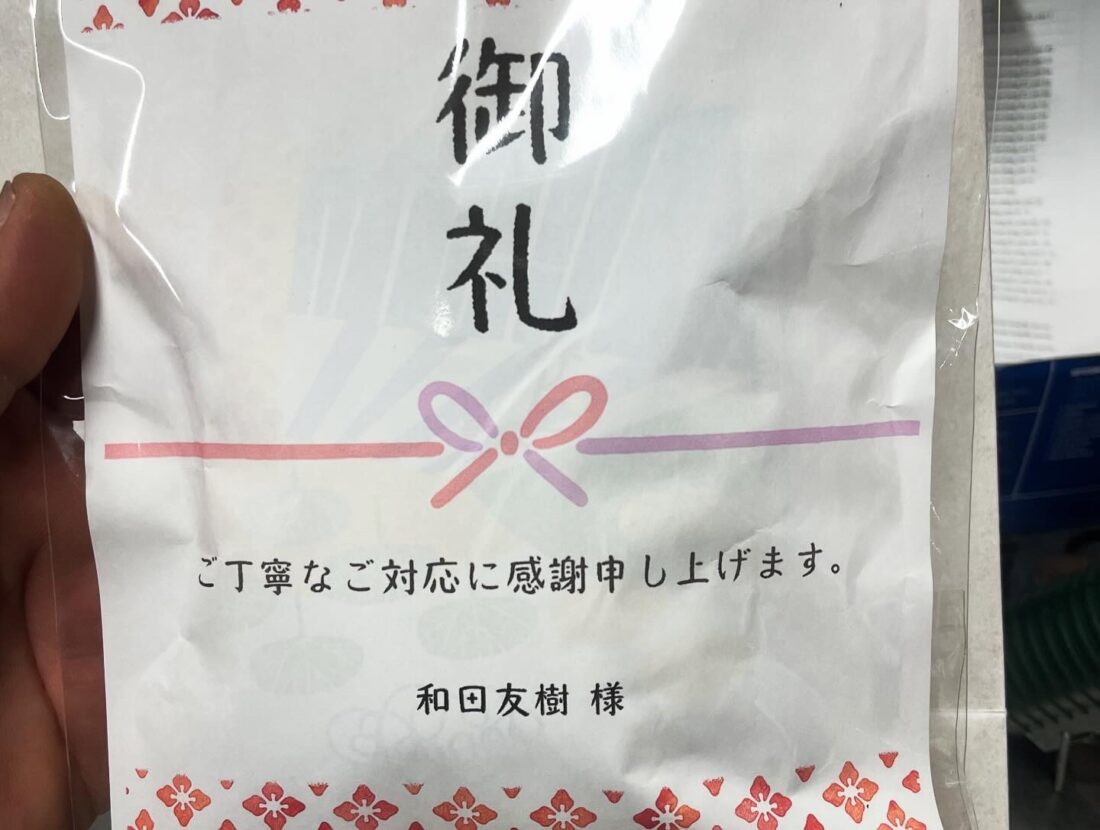 御礼
ご丁寧なご対応に感謝申し上げます。
和田友樹 様